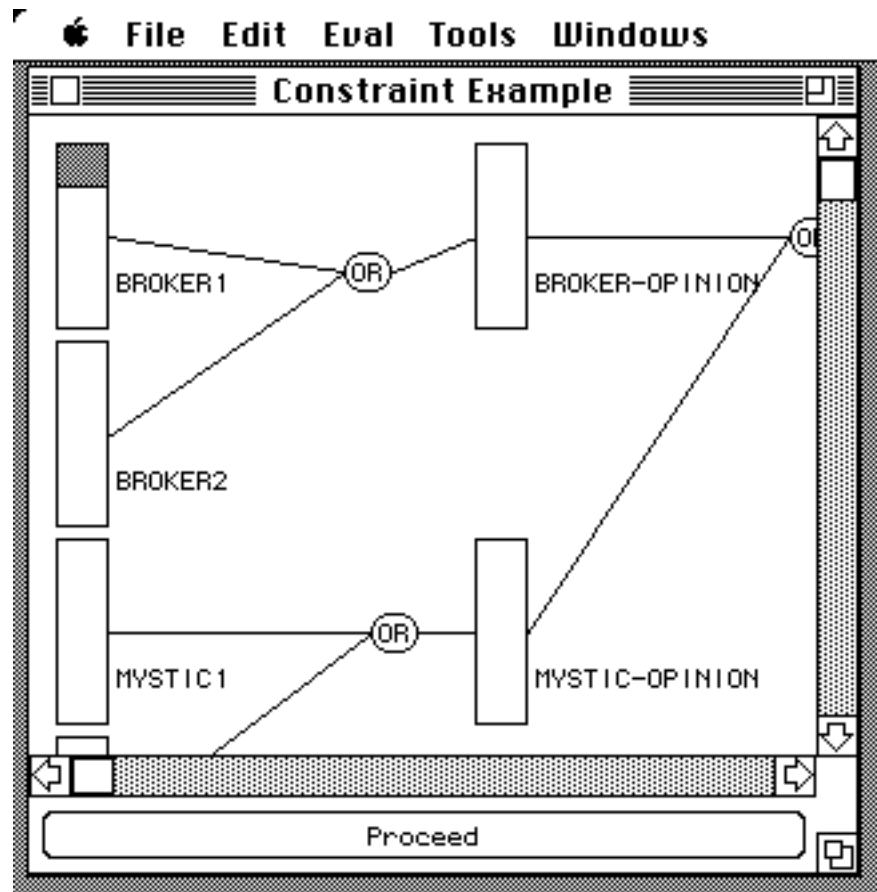 File Edit Eval Tools Windows
Constraint Example
OR
BROKER1
BROKER-OPINION
BROKER2
OR
MYSTIC1
MYSTIC-OPINION
Proceed